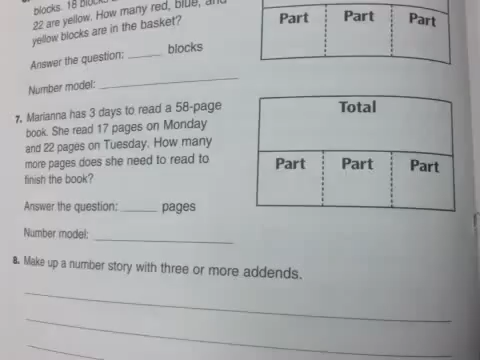 blocks. 18
22 are yellow. How many red, blue, and
yellow blocks are in the basket?
Answer the question: ______ blocks
Number model: ______
Part Part Part
7. Marianna has 3 days to read a 58-page
book. She read 17 pages on Monday
and 22 pages on Tuesday. How many
more pages does she need to read to
finish the book?
Answer the question: ______ pages
Number model: ______
Total
Part Part Part
8. Make up a number story with three or more addends.